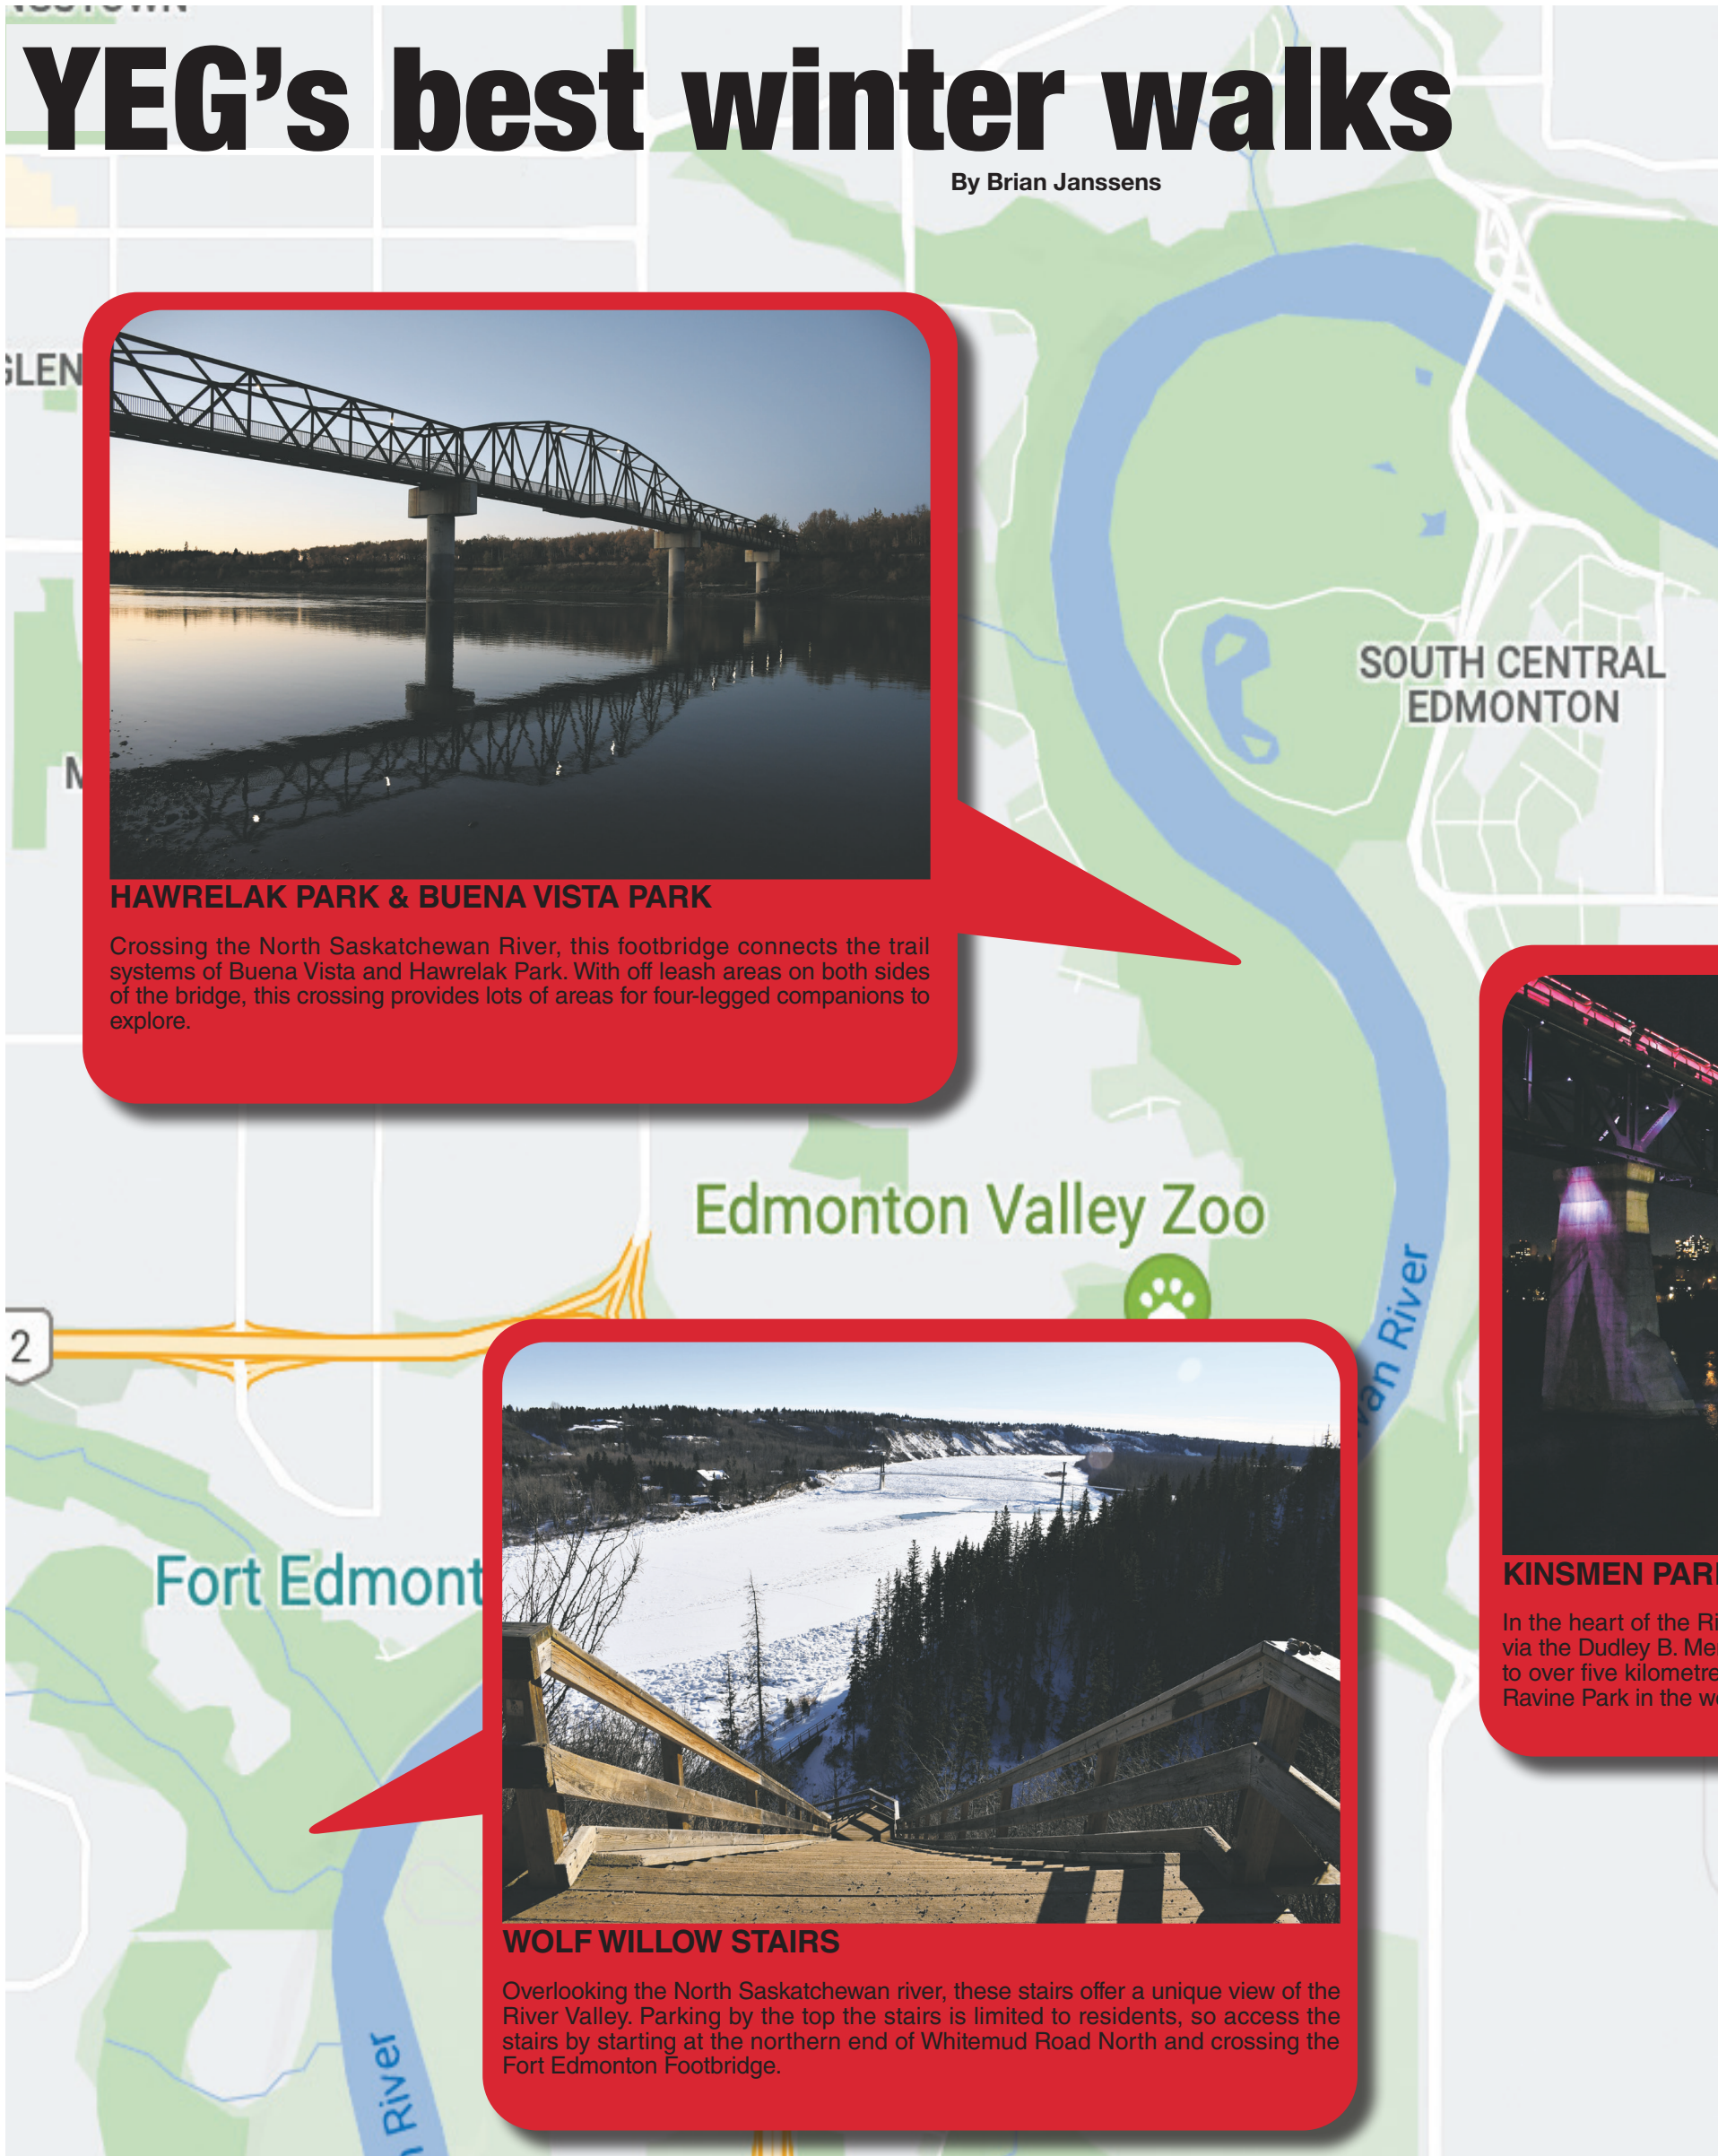 YEG's best winter walks
By Brian Janssens
HAWRELAK PARK & BUENA VISTA PARK
Crossing the North Saskatchewan River, this footbridge connects the trail
systems of Buena Vista and Hawrelak Park. With off leash areas on both sides
of the bridge, this crossing provides lots of areas for four-legged companions to
explore.
SOUTH CENTRAL
EDMONTON
Edmonton Valley Zoo
2
River
Fort Edmont
KINSMEN PAR
In the heart of the Ri
via the Dudley B. Me
to over five kilometre
Ravine Park in the we
WOLF WILLOW STAIRS
Overlooking the North Saskatchewan river, these stairs offer a unique view of the
River Valley. Parking by the top the stairs is limited to residents, so access the
stairs by starting at the northern end of Whitemud Road North and crossing the
Fort Edmonton Footbridge.
River